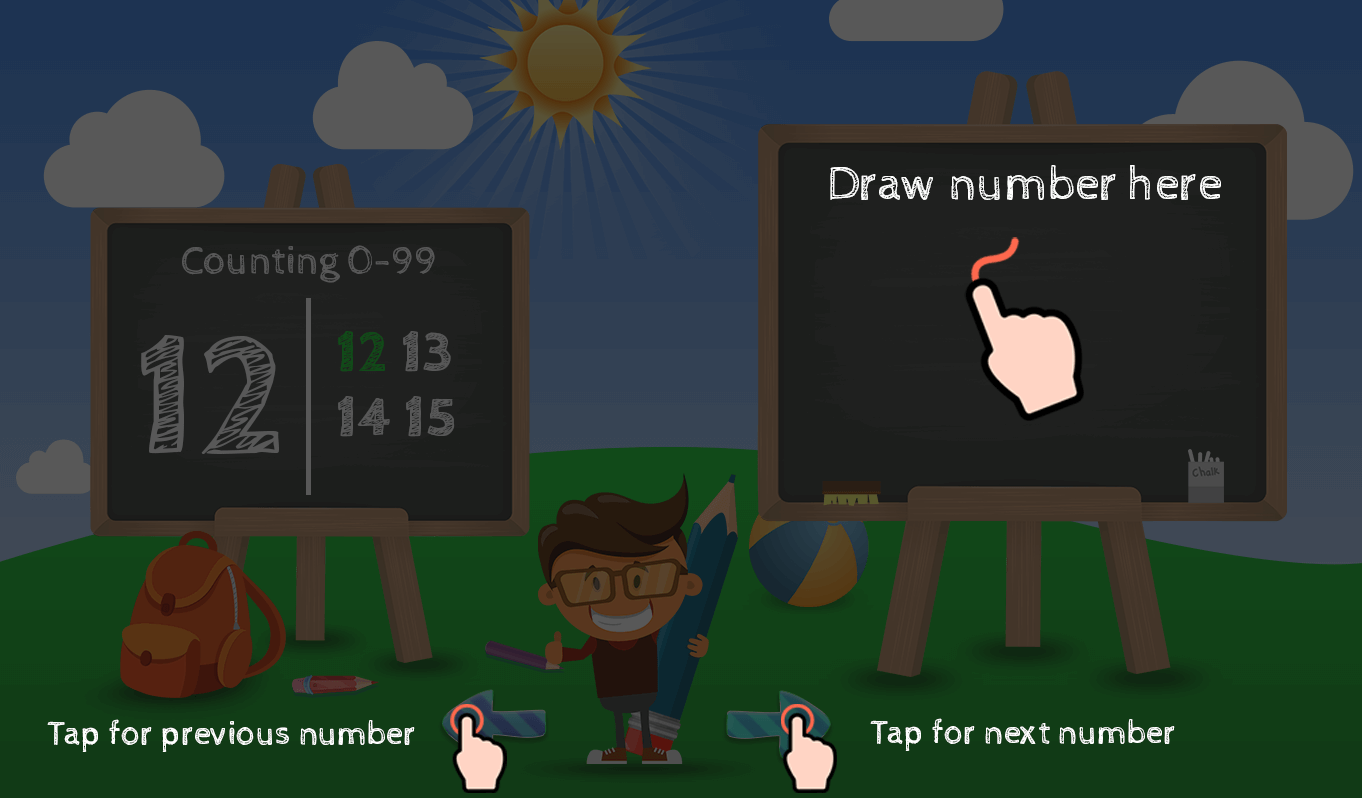 Draw number here
Counting 0-99
12
12 13
14 15
Chalk
Tap for previous number
Tap for next number